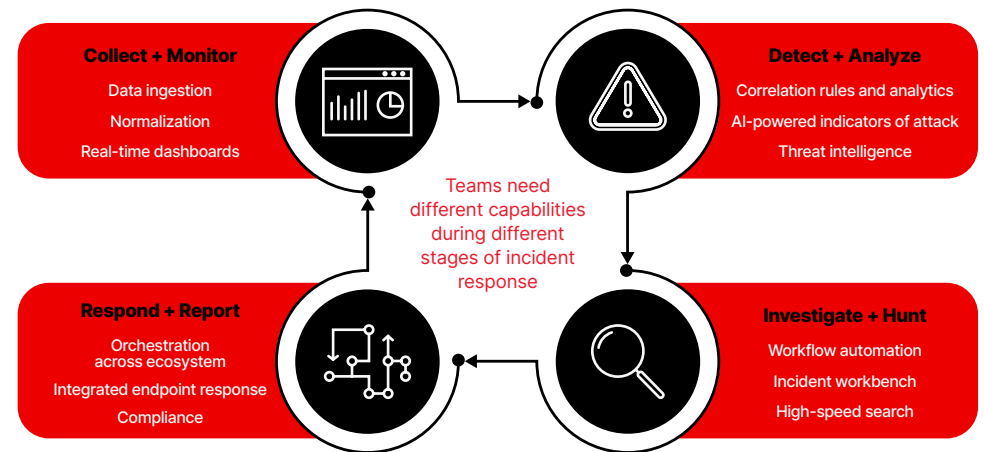 Collect + Monitor
Data ingestion
Normalization
Real-time dashboards
Detect + Analyze
Correlation rules and analytics
AI-powered indicators of attack
Threat intelligence
Teams need
different capabilities
during different
stages of incident
response
Respond + Report
Orchestration
across ecosystem
Integrated endpoint response
Compliance
Investigate + Hunt
Workflow automation
Incident workbench
High-speed search